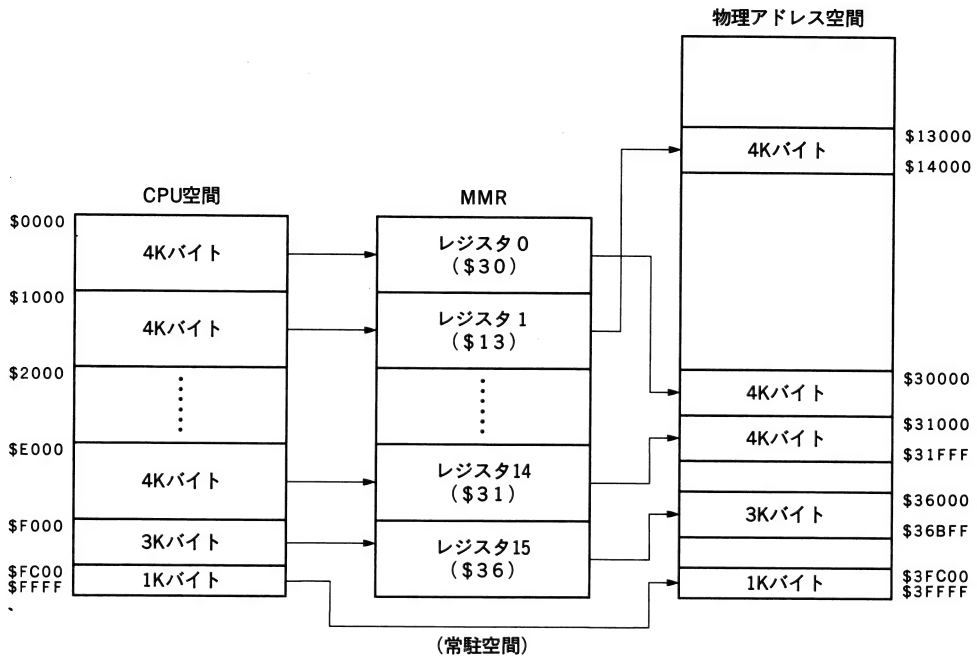 物理アドレス空間
4Kバイト
$13000
$14000
CPU空間
MMR
$0000
4Kバイト
レジスタ0
($30)
$1000
4Kバイト
レジスタ1
($13)
$2000
4Kバイト
$30000
4Kバイト
$31000
$31FFF
$E000
4Kバイト
レジスタ14
($31)
3Kバイト
$36000
$36BFF
$F000
3Kバイト
レジスタ15
($36)
$FC00
$FFFF
1Kバイト
1Kバイト
$3FC00
$3FFFF
(常駐空間)